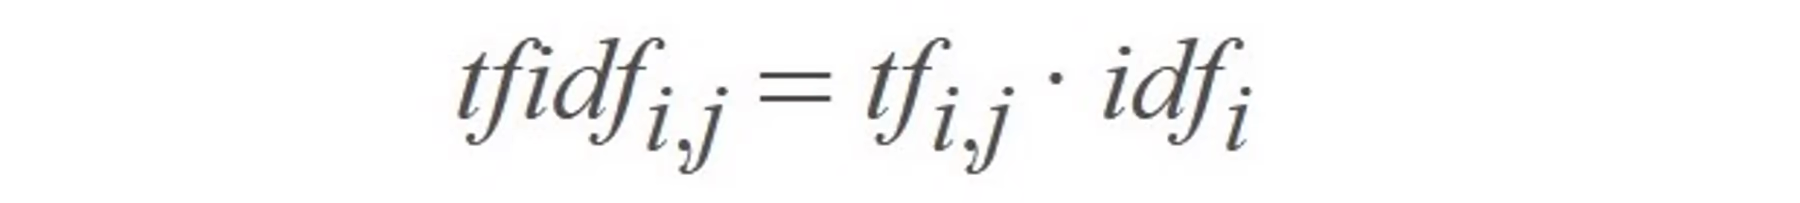 tfidf_{i,j} = tf_{i,j} · idf_i